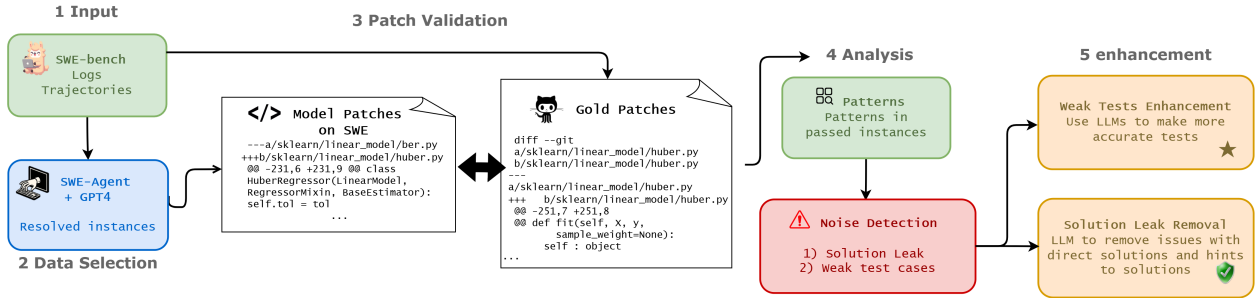 1 Input
SWE-bench
Logs
Trajectories
SWE-Agent
+ GPT4
Resolved instances
2 Data Selection
3 Patch Validation
</> Model Patches
on SWE
---a/sklearn/linear_model/ber.py
+++b/sklearn/linear_model/huber.py
@@ -231,6 +231,9 @@ class
HuberRegressor(LinearModel,
RegressorMixin, BaseEstimator):
self.tol = tol
...
Gold Patches
diff --git
a/sklearn/linear_model/huber.py
b/sklearn/linear_model/huber.py
---
a/sklearn/linear_model/huber.py
+++ b/sklearn/linear_model/huber.py
@@ -251,7 +251,8
@@ def fit(self, X, y,
sample_weight=None):
self : object
...
4 Analysis
Patterns
Patterns in
passed instances
Noise Detection
1) Solution Leak
2) Weak test cases
5 enhancement
Weak Tests Enhancement
Use LLMs to make more
accurate tests
Solution Leak Removal
LLM to remove issues with
direct solutions and hints
to solutions